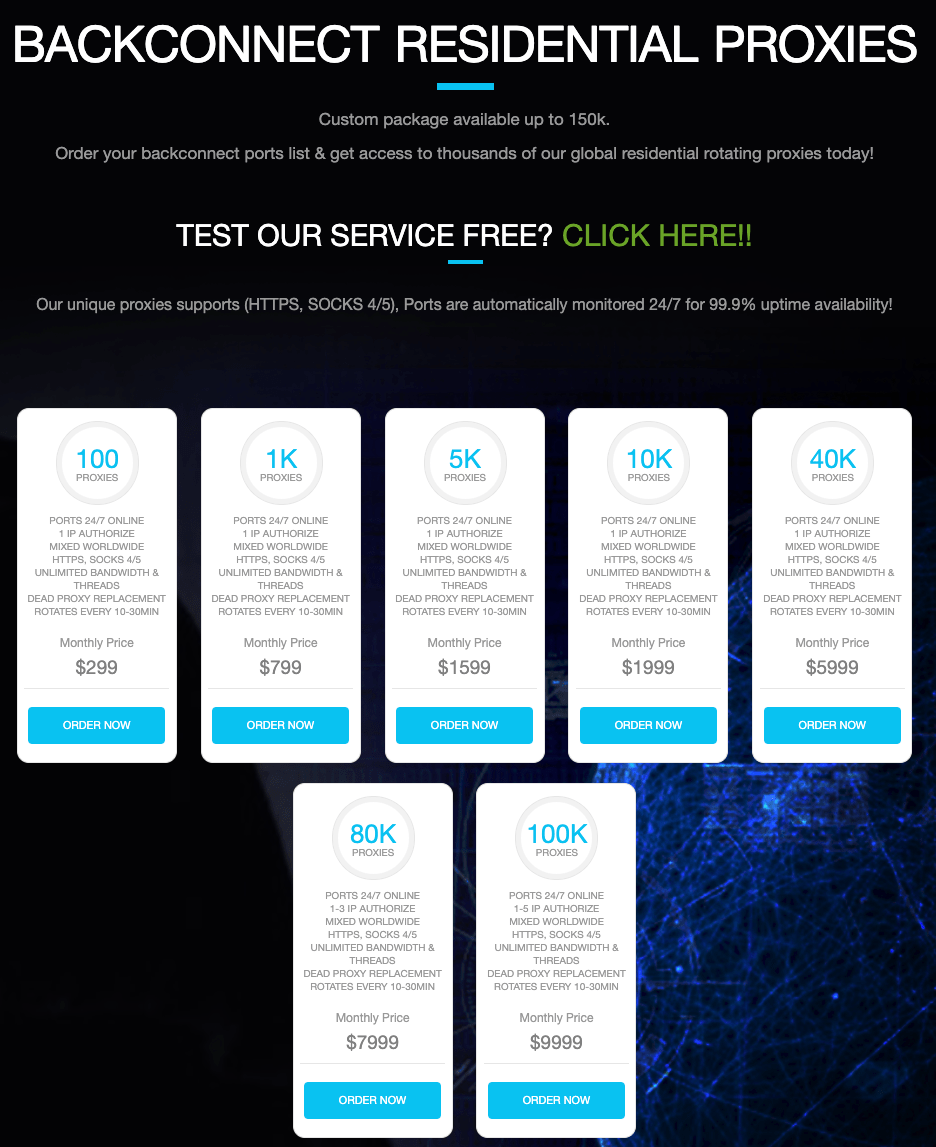 BACKCONNECT RESIDENTIAL PROXIES
Custom package available up to 150k.
Order your backconnect ports list & get access to thousands of our global residential rotating proxies today!
TEST OUR SERVICE FREE? CLICK HERE!!
Our unique proxies supports (HTTPS, SOCKS 4/5), Ports are automatically monitored 24/7 for 99.9% uptime availability!
100
PROXIES
PORTS 24/7 ONLINE
1 IP AUTHORIZE
MIXED WORLDWIDE
HTTPS, SOCKS 4/5
UNLIMITED BANDWIDTH &
THREADS
DEAD PROXY REPLACEMENT
ROTATES EVERY 10-30MIN
Monthly Price
$299
ORDER NOW
1K
PROXIES
PORTS 24/7 ONLINE
1 IP AUTHORIZE
MIXED WORLDWIDE
HTTPS, SOCKS 4/5
UNLIMITED BANDWIDTH &
THREADS
DEAD PROXY REPLACEMENT
ROTATES EVERY 10-30MIN
Monthly Price
$799
ORDER NOW
5K
PROXIES
PORTS 24/7 ONLINE
1 IP AUTHORIZE
MIXED WORLDWIDE
HTTPS, SOCKS 4/5
UNLIMITED BANDWIDTH &
THREADS
DEAD PROXY REPLACEMENT
ROTATES EVERY 10-30MIN
Monthly Price
$1599
ORDER NOW
10K
PROXIES
PORTS 24/7 ONLINE
1 IP AUTHORIZE
MIXED WORLDWIDE
HTTPS, SOCKS 4/5
UNLIMITED BANDWIDTH &
THREADS
DEAD PROXY REPLACEMENT
ROTATES EVERY 10-30MIN
Monthly Price
$1999
ORDER NOW
40K
PROXIES
PORTS 24/7 ONLINE
1 IP AUTHORIZE
MIXED WORLDWIDE
HTTPS, SOCKS 4/5
UNLIMITED BANDWIDTH &
THREADS
DEAD PROXY REPLACEMENT
ROTATES EVERY 10-30MIN
Monthly Price
$5999
ORDER NOW
80K
PROXIES
PORTS 24/7 ONLINE
1-3 IP AUTHORIZE
MIXED WORLDWIDE
HTTPS, SOCKS 4/5
UNLIMITED BANDWIDTH &
THREADS
DEAD PROXY REPLACEMENT
ROTATES EVERY 10-30MIN
Monthly Price
$7999
ORDER NOW
100K
PROXIES
PORTS 24/7 ONLINE
1-5 IP AUTHORIZE
MIXED WORLDWIDE
HTTPS, SOCKS 4/5
UNLIMITED BANDWIDTH &
THREADS
DEAD PROXY REPLACEMENT
ROTATES EVERY 10-30MIN
Monthly Price
$9999
ORDER NOW